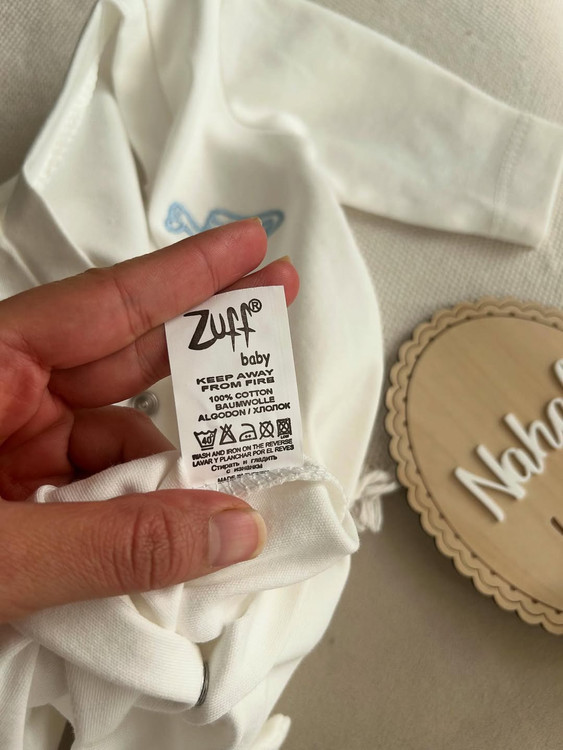 Zuff®
baby
KEEP AWAY
FROM FIRE
100% COTTON
BAUMWOLLE
ALGODON / ХЛОПОК
40
WASH AND IRON ON THE REVERSE
LAVAR Y PLANCHAR POR EL REVES
Стирать и гладить
с изнанки
MADE